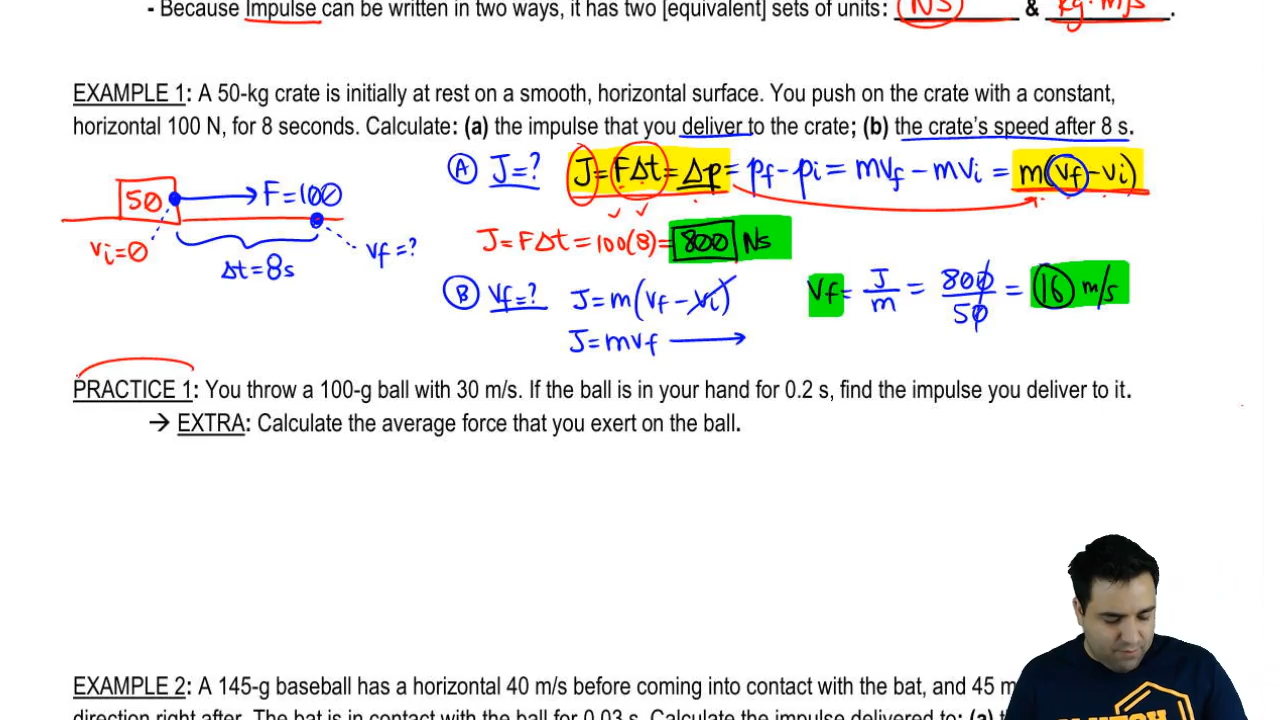 - Because Impulse can be written in two ways, it has two [equivalent] sets of units: NS & kg·m/s.
EXAMPLE 1: A 50-kg crate is initially at rest on a smooth, horizontal surface. You push on the crate with a constant,
horizontal 100 N, for 8 seconds. Calculate: (a) the impulse that you deliver to the crate; (b) the crate's speed after 8 s.
A J=? J = FΔt = Δp = pf - pi = mvf - mvi = m(vf - vi)
50 F=100
vi=0 Δt=8s vf=?
J = FΔt = 100(8) = 800 Ns
B vf=? J = m(vf - vi) vf = J/m = 800/50 = 16 m/s
J = mvf
PRACTICE 1: You throw a 100-g ball with 30 m/s. If the ball is in your hand for 0.2 s, find the impulse you deliver to it.
→ EXTRA: Calculate the average force that you exert on the ball.
EXAMPLE 2: A 145-g baseball has a horizontal 40 m/s before coming into contact with the bat, and 45 m
direction right after. The bat is in contact with the ball for 0.03 s. Calculate the impulse delivered to: (a)